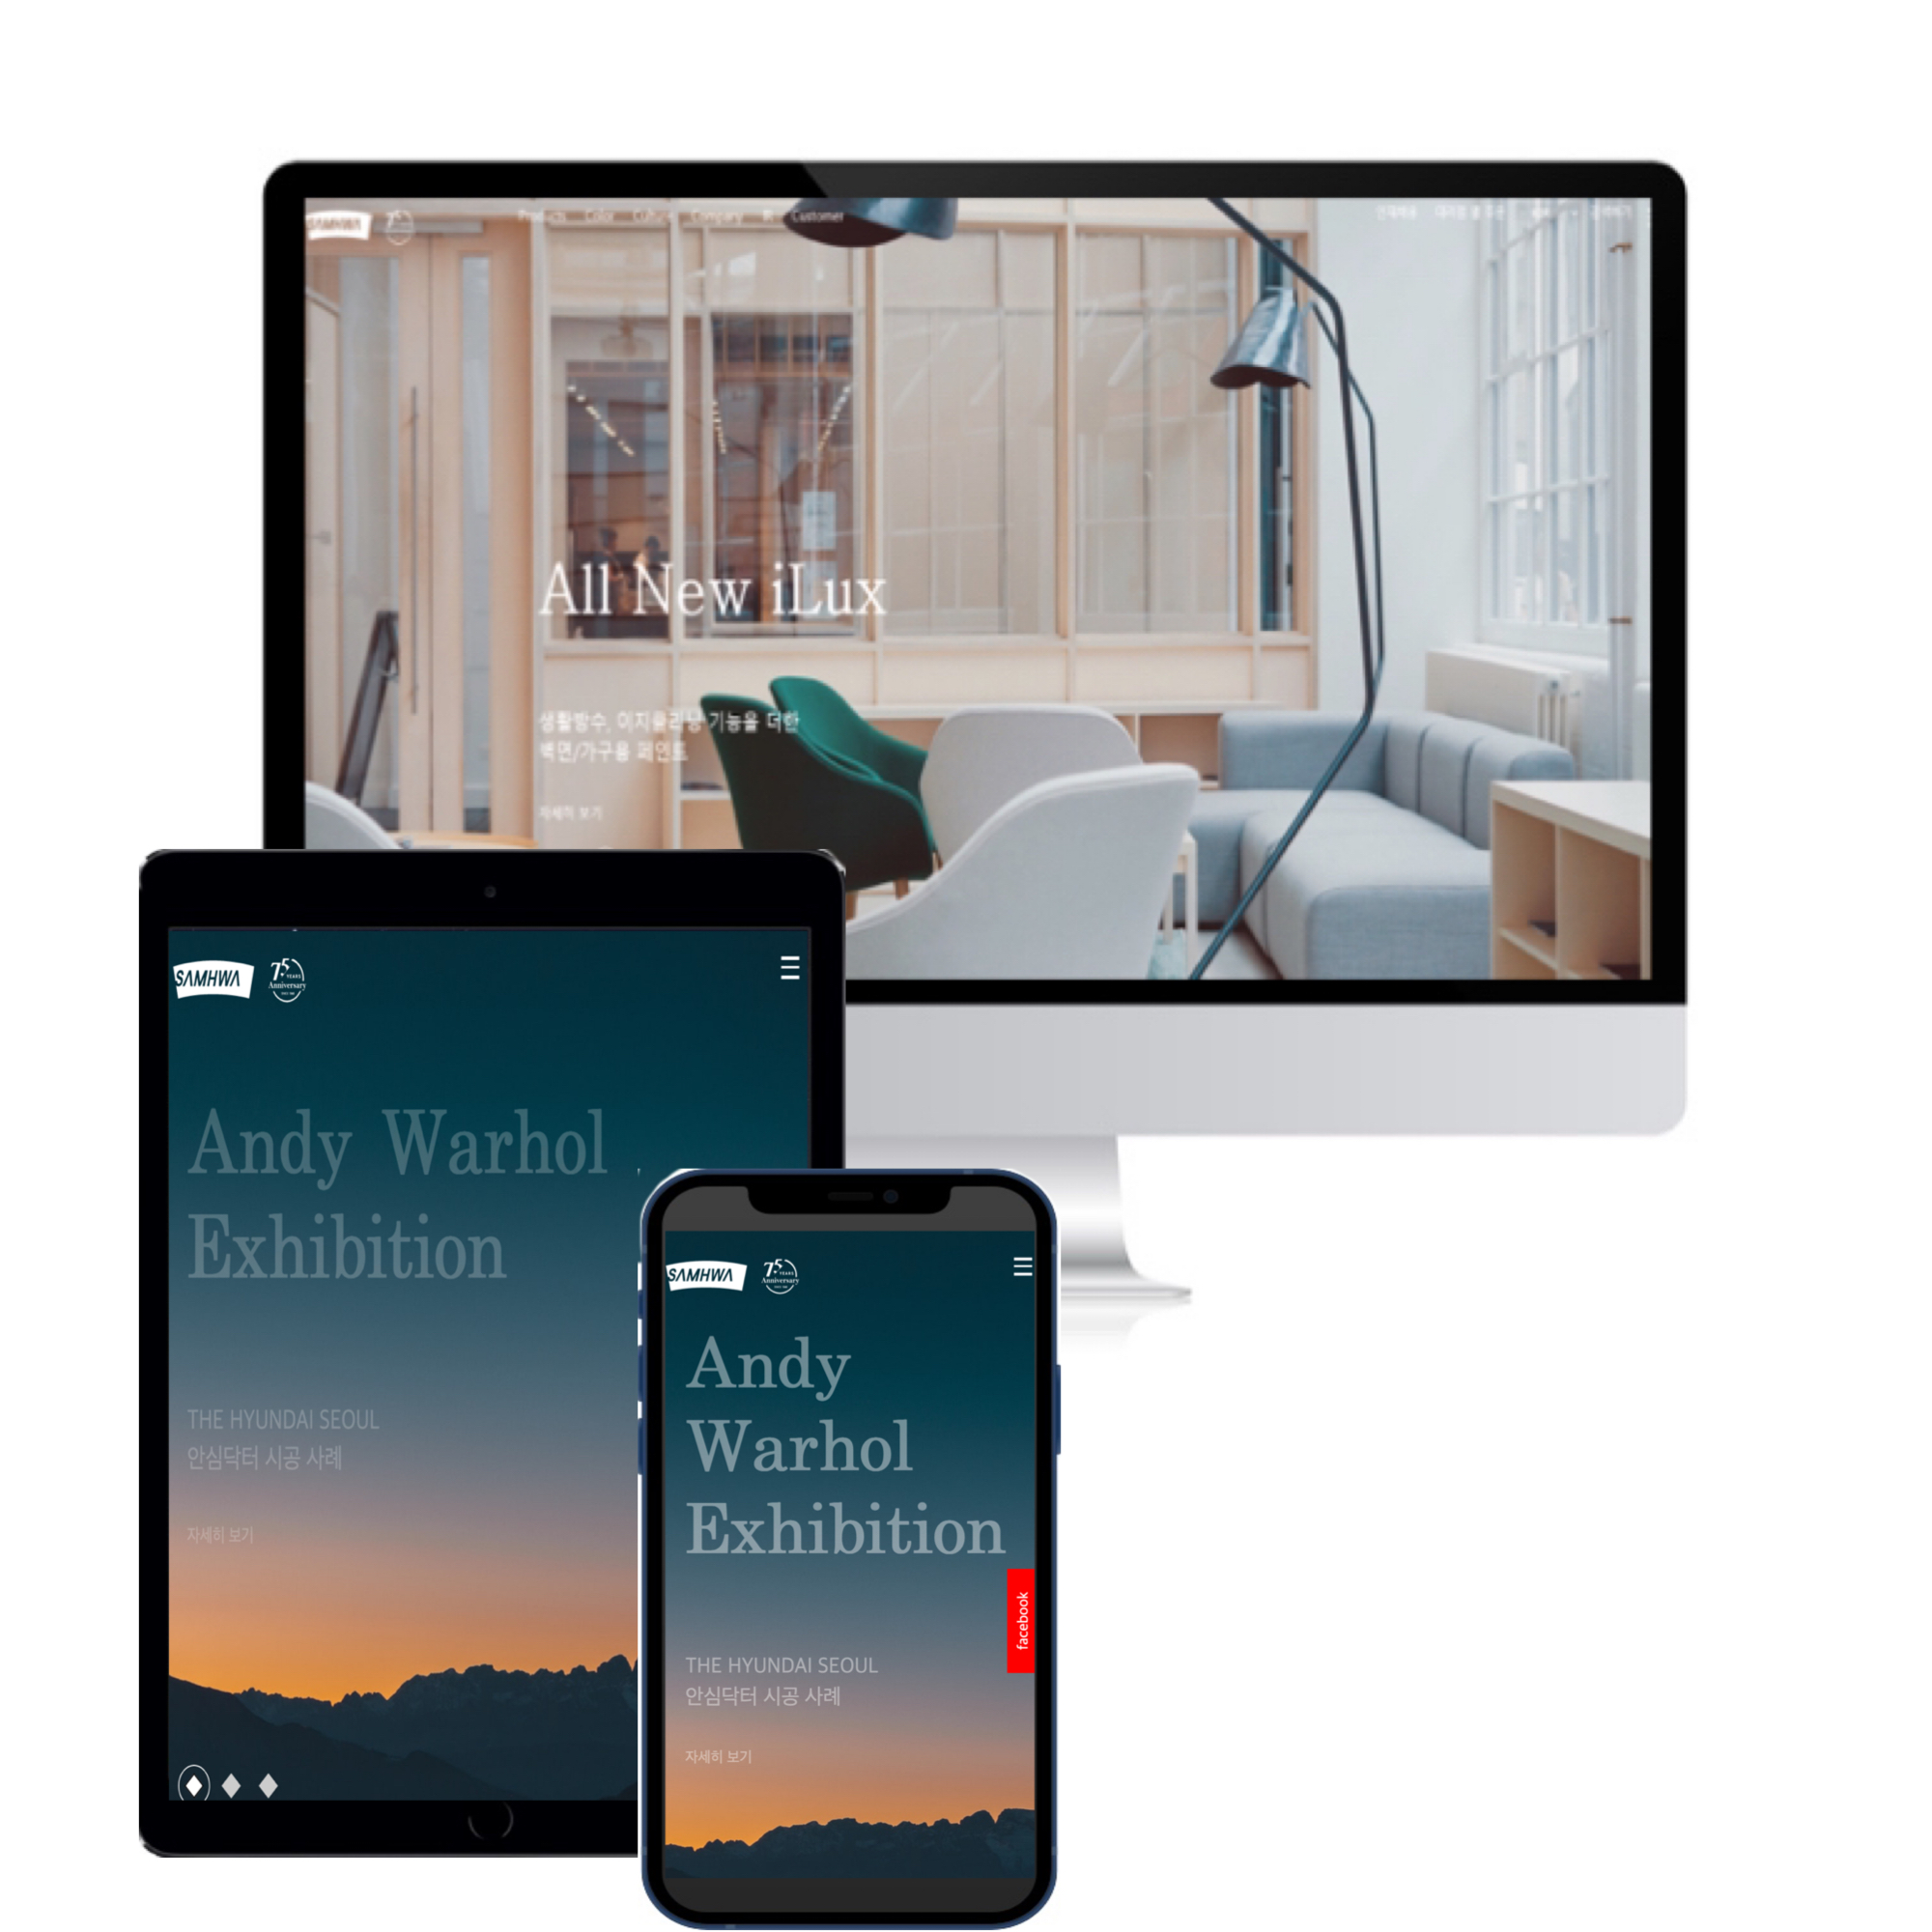 SAMHWA
75
Products Color Culture Company IR Customer
All New iLux
생활방수, 이지클리닝 기능을 더한
벽면/가구용 페인트
자세히 보기
SAMHWA
75 YEARS
Anniversary
Andy Warhol
Exhibition
THE HYUNDAI SEOUL
안심닥터 시공 사례
자세히 보기
SAMHWA
75 YEARS
Anniversary
Andy
Warhol
Exhibition
facebook
THE HYUNDAI SEOUL
안심닥터 시공 사례
자세히 보기